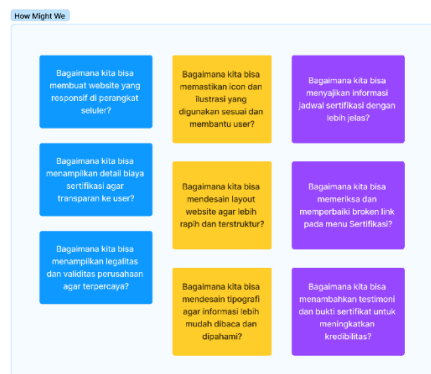 How Might We
Bagaimana kita bisa
membuat website yang
responsif di perangkat
seluler?
Bagaimana kita bisa
menampilkan detail biaya
sertifikasi agar
transparan ke user?
Bagaimana kita bisa
menampilkan legalitas
dan validitas perusahaan
agar terpercaya?
Bagaimana kita bisa
memastikan icon dan
ilustrasi yang
digunakan sesuai dan
membantu user?
Bagaimana kita bisa
mendesain layout
website agar lebih
rapih dan terstruktur?
Bagaimana kita bisa
mendesain tipografi
agar informasi lebih
mudah dibaca dan
dipahami?
Bagaimana kita bisa
menyajikan informasi
jadwal sertifikasi dengan
lebih jelas?
Bagaimana kita bisa
memeriksa dan
memperbaiki broken link
pada menu Sertifikasi?
Bagaimana kita bisa
menambahkan testimoni
dan bukti sertifikat untuk
meningkatkan
kredibilitas?